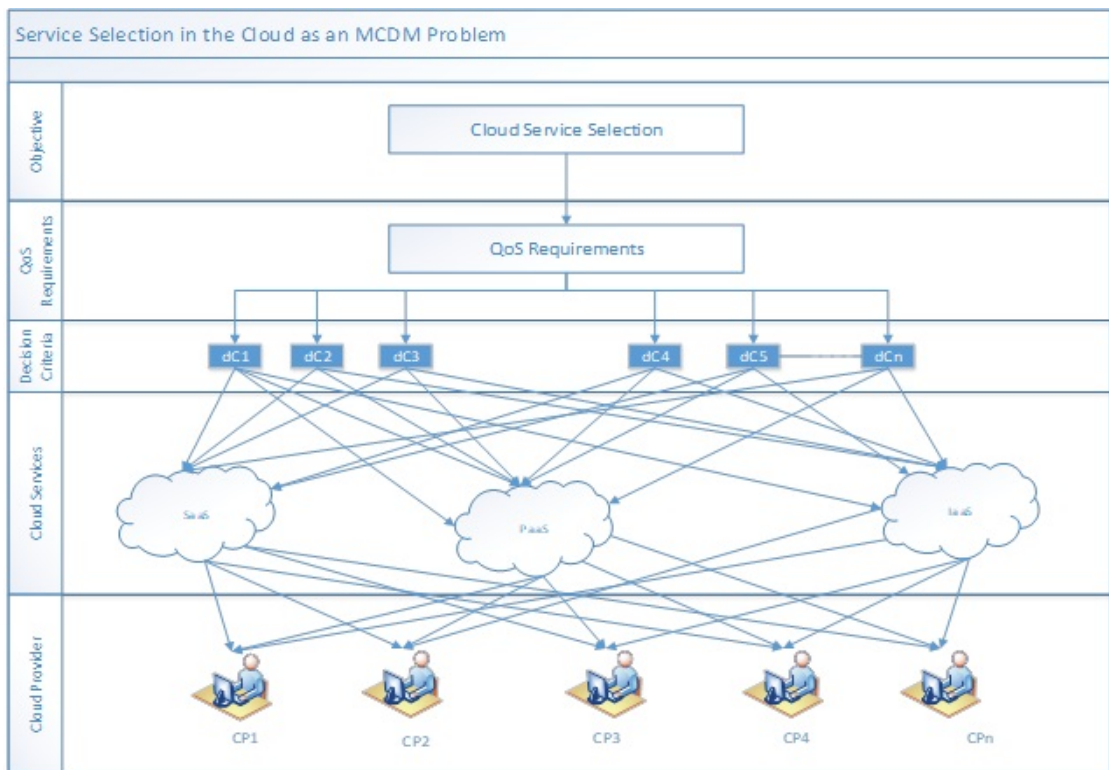 Service Selection in the Cloud as an MCDM Problem
Objective
Cloud Service Selection
QoS
Requirements
QoS Requirements
Decision
Criteria
dC1
dC2
dC3
dC4
dC5
dCn
Cloud Services
SaaS
PaaS
IaaS
Cloud Provider
CP1
CP2
CP3
CP4
CPn